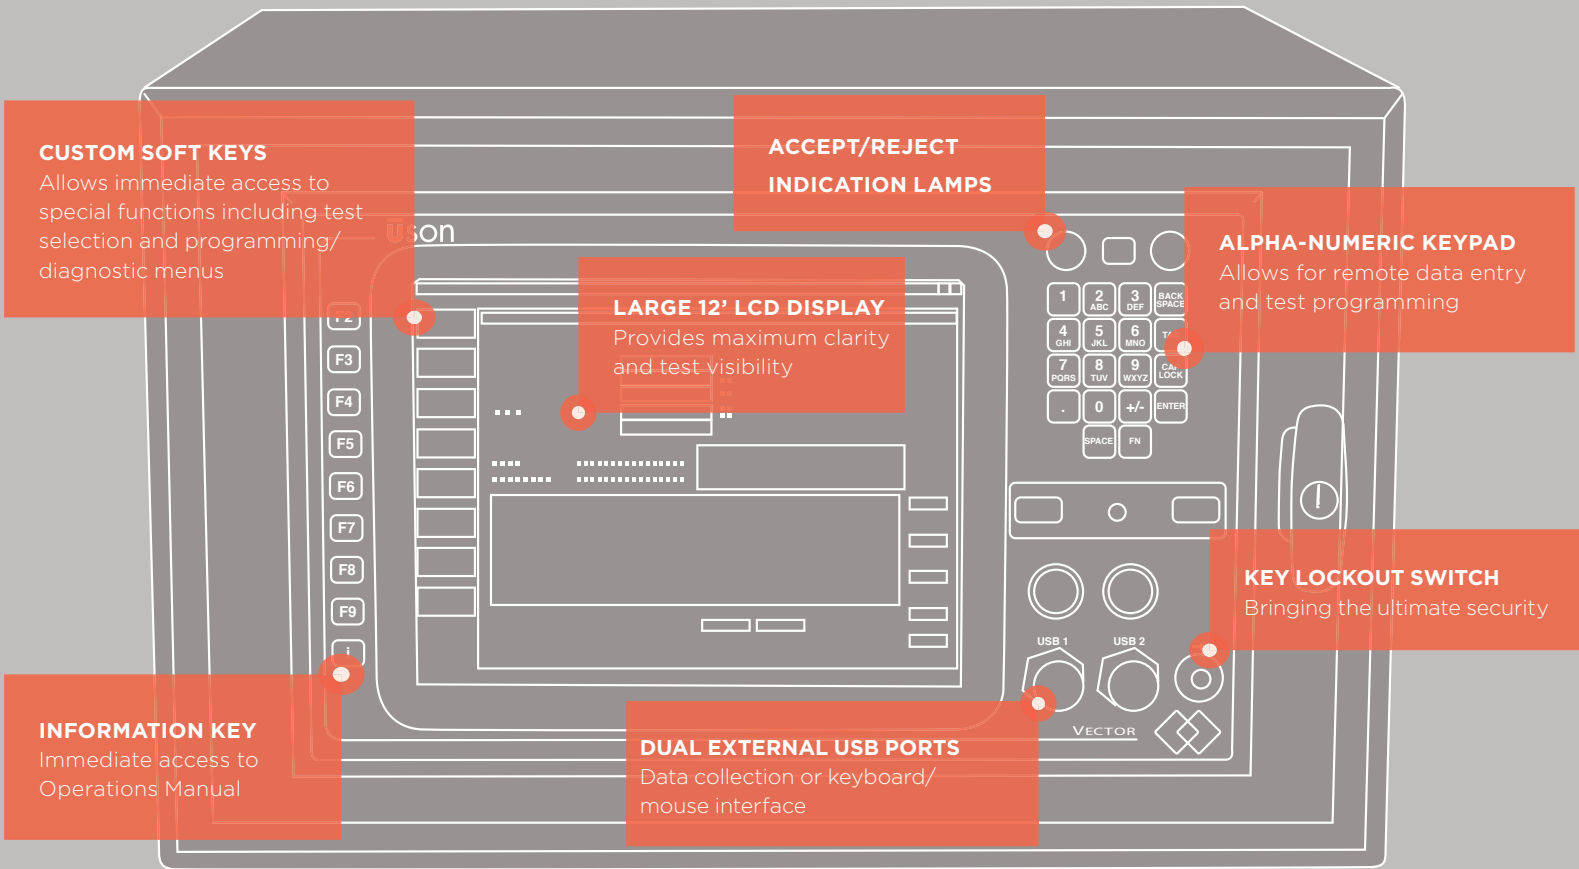 CUSTOM SOFT KEYS
Allows immediate access to
special functions including test
selection and programming/
diagnostic menus
uson
ACCEPT/REJECT
INDICATION LAMPS
ALPHA-NUMERIC KEYPAD
Allows for remote data entry
and test programming
LARGE 12’ LCD DISPLAY
Provides maximum clarity
and test visibility
F2
F3
F4
F5
F6
F7
F8
F9
i
1
2
ABC
3
DEF
BACK
SPACE
4
GHI
5
JKL
6
MNO
7
PQRS
8
TUV
9
WXYZ
LOCK
.
0
+/-
ENTER
SPACE
FN
KEY LOCKOUT SWITCH
Bringing the ultimate security
USB 1
USB 2
VECTOR
INFORMATION KEY
Immediate access to
Operations Manual
DUAL EXTERNAL USB PORTS
Data collection or keyboard/
mouse interface